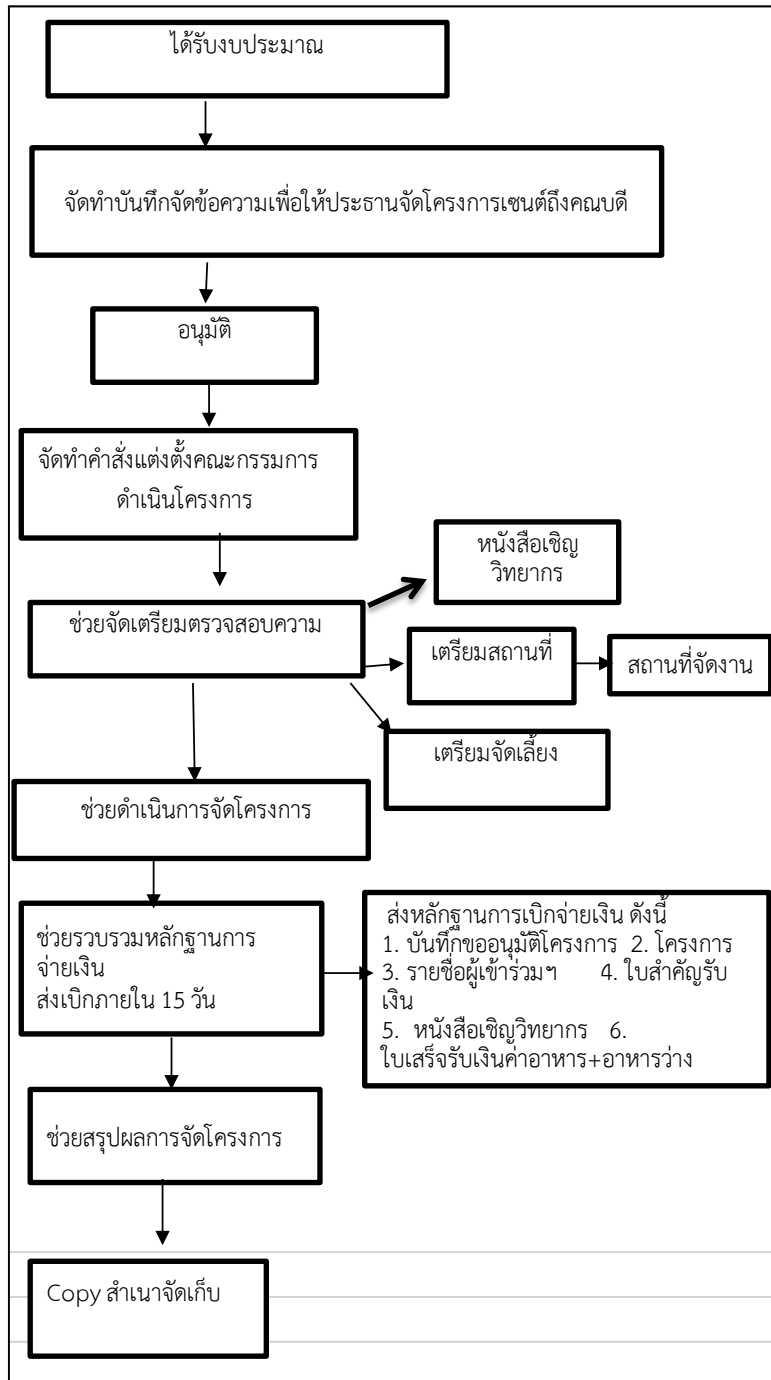 ได้รับงบประมาณ
จัดทำบันทึกจัดข้อความเพื่อให้ประธานจัดโครงการเซนต์ถึงคณบดี
อนุมัติ
จัดทำคำสั่งแต่งตั้งคณะกรรมการ
ดำเนินโครงการ
หนังสือเชิญ
วิทยากร
ช่วยจัดเตรียมตรวจสอบความ
เตรียมสถานที่
สถานที่จัดงาน
เตรียมจัดเลี้ยง
ช่วยดำเนินการจัดโครงการ
ช่วยรวบรวมหลักฐานการ
จ่ายเงิน
ส่งเบิกภายใน 15 วัน
ส่งหลักฐานการเบิกจ่ายเงิน ดังนี้
1. บันทึกขออนุมัติโครงการ 2. โครงการ
3. รายชื่อผู้เข้าร่วมฯ 4. ใบสำคัญรับ
เงิน
5. หนังสือเชิญวิทยากร 6.
ใบเสร็จรับเงินค่าอาหาร+อาหารว่าง
ช่วยสรุปผลการจัดโครงการ
Copy สำเนาจัดเก็บ